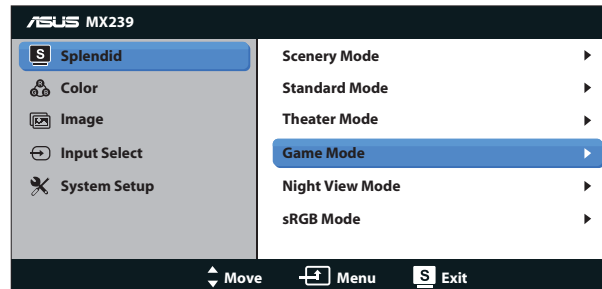 ASUS MX239
S Splendid
Color
Image
Input Select
System Setup
Scenery Mode
Standard Mode
Theater Mode
Game Mode
Night View Mode
sRGB Mode
Move Menu S Exit